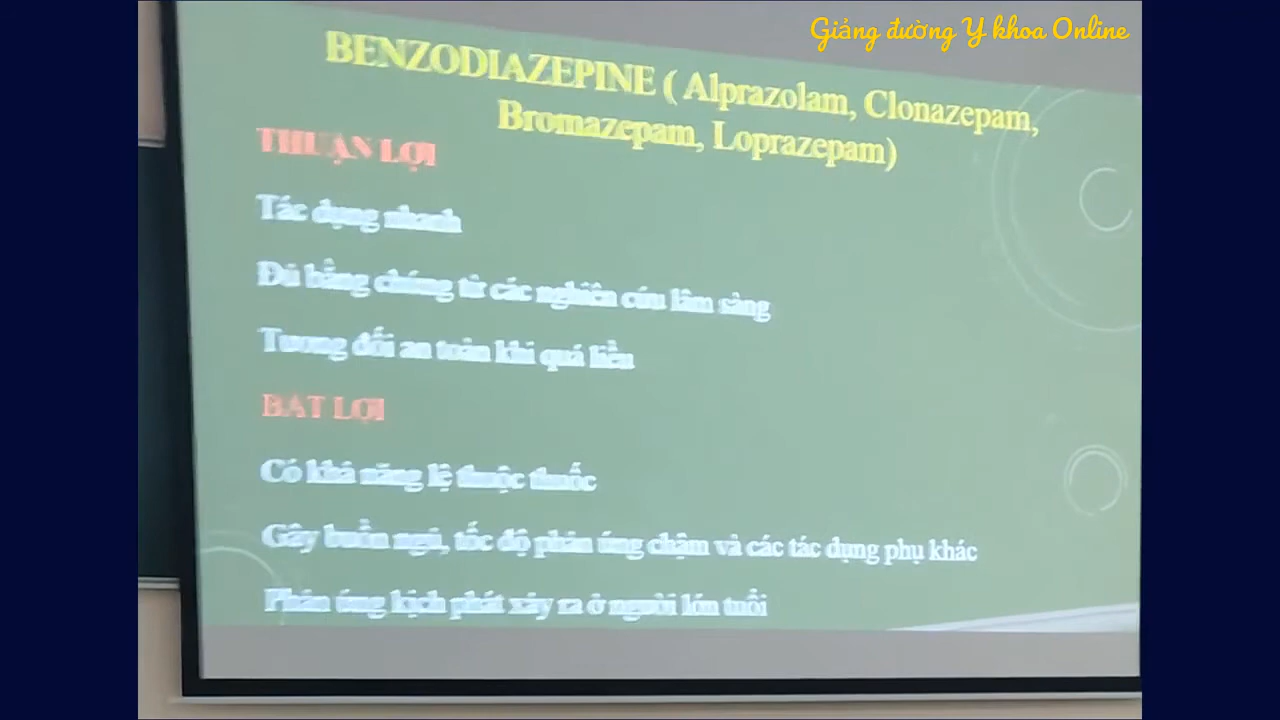 Giảng đường Y khoa Online
BENZODIAZEPINE ( Alprazolam, Clonazepam,
Bromazepam, Loprazepam)
THUẬN LỢI
Tác dụng nhanh
Đủ bằng chứng từ các nghiên cứu lâm sàng
Tương đối an toàn khi quá liều
BẤT LỢI
Có khả năng lệ thuộc thuốc
Gây buồn ngủ, tốc độ phản ứng chậm và các tác dụng phụ khác
Phản ứng kịch phát xảy ra ở người lớn tuổi